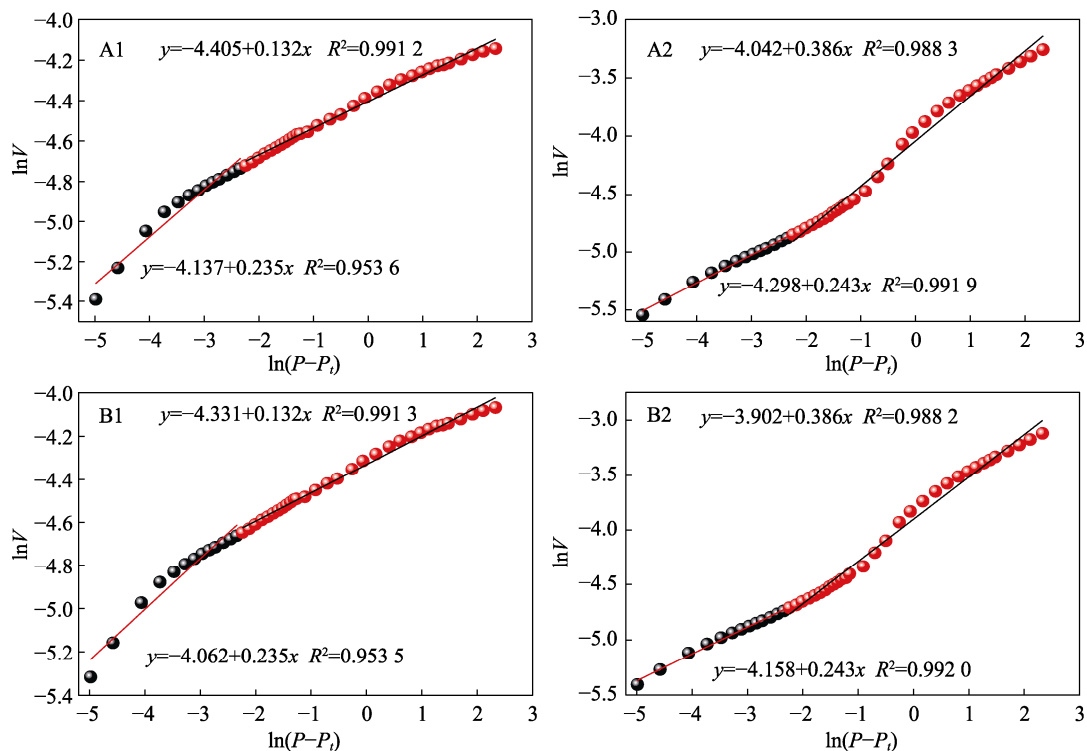 A1 y=−4.405+0.132x R²=0.991 2
−4.0
−4.2
−4.4
−4.6
−4.8
−5.0
−5.2
−5.4
lnV
y=−4.137+0.235x R²=0.953 6
−5 −4 −3 −2 −1 0 1 2 3
ln(P−Pₜ)
A2 y=−4.042+0.386x R²=0.988 3
−3.0
−3.5
−4.0
−4.5
−5.0
−5.5
lnV
y=−4.298+0.243x R²=0.991 9
−5 −4 −3 −2 −1 0 1 2 3
ln(P−Pₜ)
B1 y=−4.331+0.132x R²=0.991 3
−4.0
−4.2
−4.4
−4.6
−4.8
−5.0
−5.2
−5.4
lnV
y=−4.062+0.235x R²=0.953 5
−5 −4 −3 −2 −1 0 1 2 3
ln(P−Pₜ)
B2 y=−3.902+0.386x R²=0.988 2
−3.0
−3.5
−4.0
−4.5
−5.0
−5.5
lnV
y=−4.158+0.243x R²=0.992 0
−5 −4 −3 −2 −1 0 1 2 3
ln(P−Pₜ)